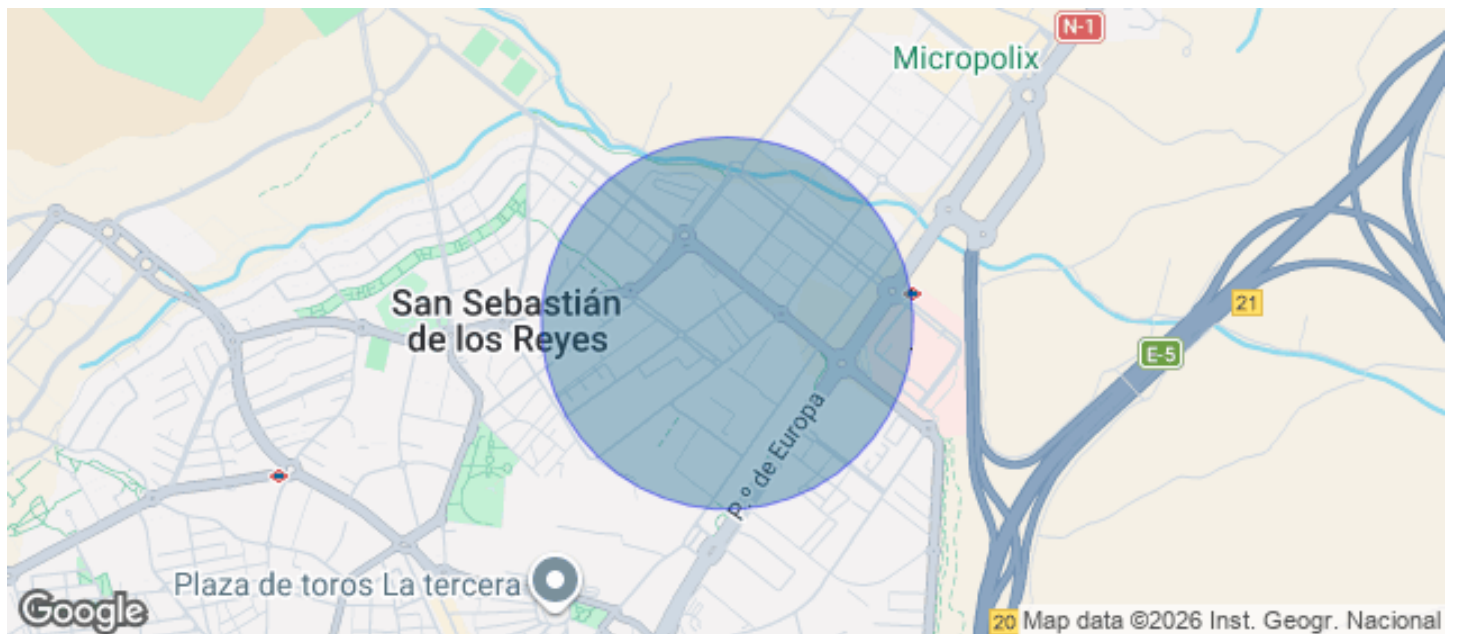 N-1
Micropolix
San Sebastián
de los Reyes
21
E-5
P.º de Europa
Plaza de toros La tercera
Google
20
Map data ©2026 Inst. Geogr. Nacional